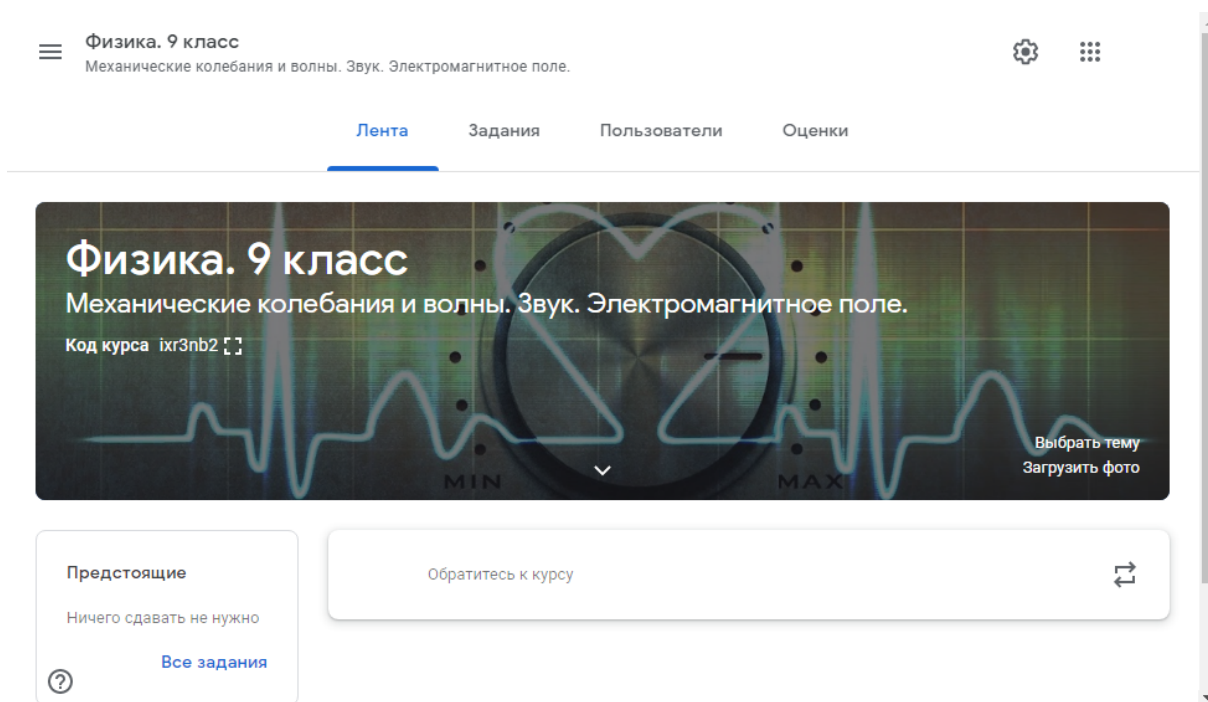 Физика. 9 класс
Механические колебания и волны. Звук. Электромагнитное поле.
Лента Задания Пользователи Оценки
Физика. 9 класс
Механические колебания и волны. Звук. Электромагнитное поле.
Код курса ixr3nb2
MIN MAX
Выбрать тему
Загрузить фото
Предстоящие
Ничего сдавать не нужно
Все задания
Обратитесь к курсу